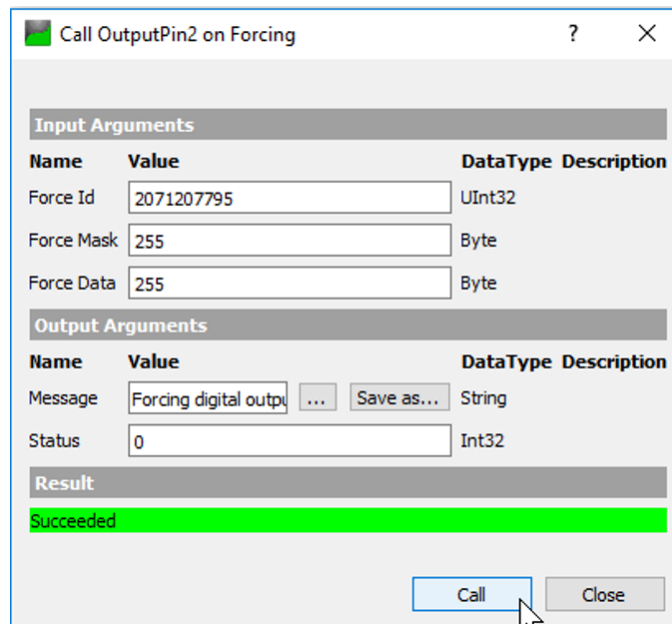 Call OutputPin2 on Forcing
?
Input Arguments
Name Value DataType Description
Force Id 2071207795 UInt32
Force Mask 255 Byte
Force Data 255 Byte
Output Arguments
Name Value DataType Description
Message Forcing digital outpu ... Save as... String
Status 0 Int32
Result
Succeeded
Call Close